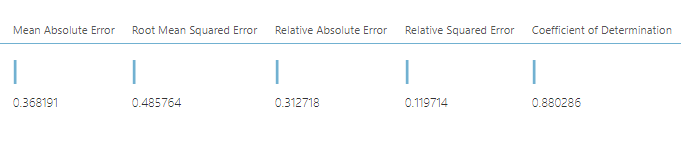 Mean Absolute Error Root Mean Squared Error Relative Absolute Error Relative Squared Error Coefficient of Determination
0.368191 0.485764 0.312718 0.119714 0.880286